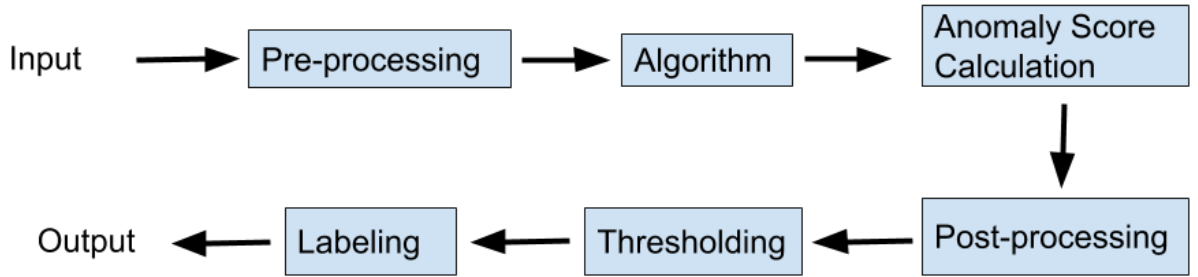 Input
Pre-processing
Algorithm
Anomaly Score
Calculation
Post-processing
Thresholding
Labeling
Output